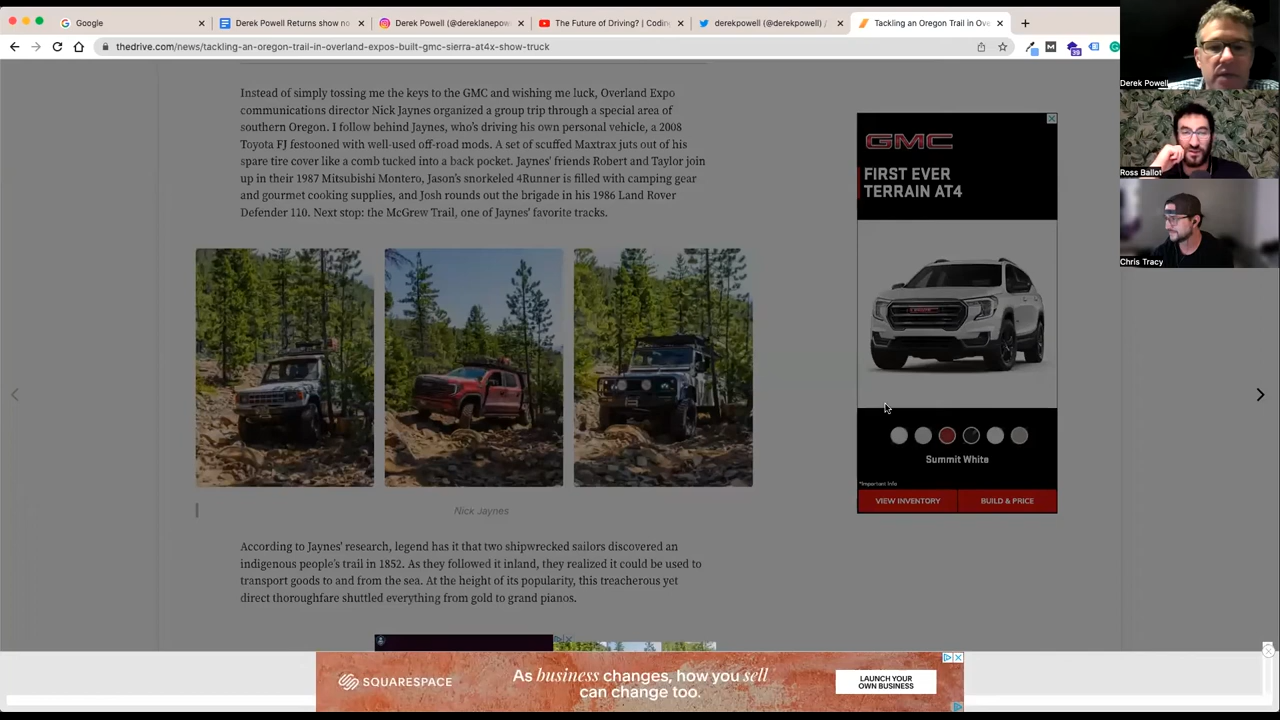 Google
Derek Powell Returns show no
Derek Powell (@dereklanepow
The Future of Driving? | Codin
derekpowell (@derekpowell) /
Tackling an Oregon Trail in Ove
thedrive.com/news/tackling-an-oregon-trail-in-overland-expos-built-gmc-sierra-at4x-show-truck
39
Derek Powell
Ross Ballot
Chris Tracy
Instead of simply tossing me the keys to the GMC and wishing me luck, Overland Expo
communications director Nick Jaynes organized a group trip through a special area of
southern Oregon. I follow behind Jaynes, who's driving his own personal vehicle, a 2008
Toyota FJ festooned with well-used off-road mods. A set of scuffed Maxtrax juts out of his
spare tire cover like a comb tucked into a back pocket. Jaynes' friends Robert and Taylor join
up in their 1987 Mitsubishi Montero, Jason's snorkeled 4Runner is filled with camping gear
and gourmet cooking supplies, and Josh rounds out the brigade in his 1986 Land Rover
Defender 110. Next stop: the McGrew Trail, one of Jaynes' favorite tracks.
GMC
FIRST EVER
TERRAIN AT4
Summit White
*Important Info
VIEW INVENTORY
BUILD & PRICE
Nick Jaynes
According to Jaynes' research, legend has it that two shipwrecked sailors discovered an
indigenous people's trail in 1852. As they followed it inland, they realized it could be used to
transport goods to and from the sea. At the height of its popularity, this treacherous yet
direct thoroughfare shuttled everything from gold to grand pianos.
SQUARESPACE
As business changes, how you sell
can change too.
LAUNCH YOUR
OWN BUSINESS